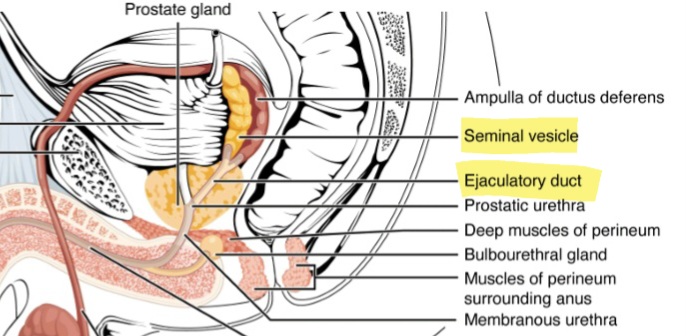 Prostate gland
Ampulla of ductus deferens
Seminal vesicle
Ejaculatory duct
Prostatic urethra
Deep muscles of perineum
Bulbourethral gland
Muscles of perineum
surrounding anus
Membranous urethra